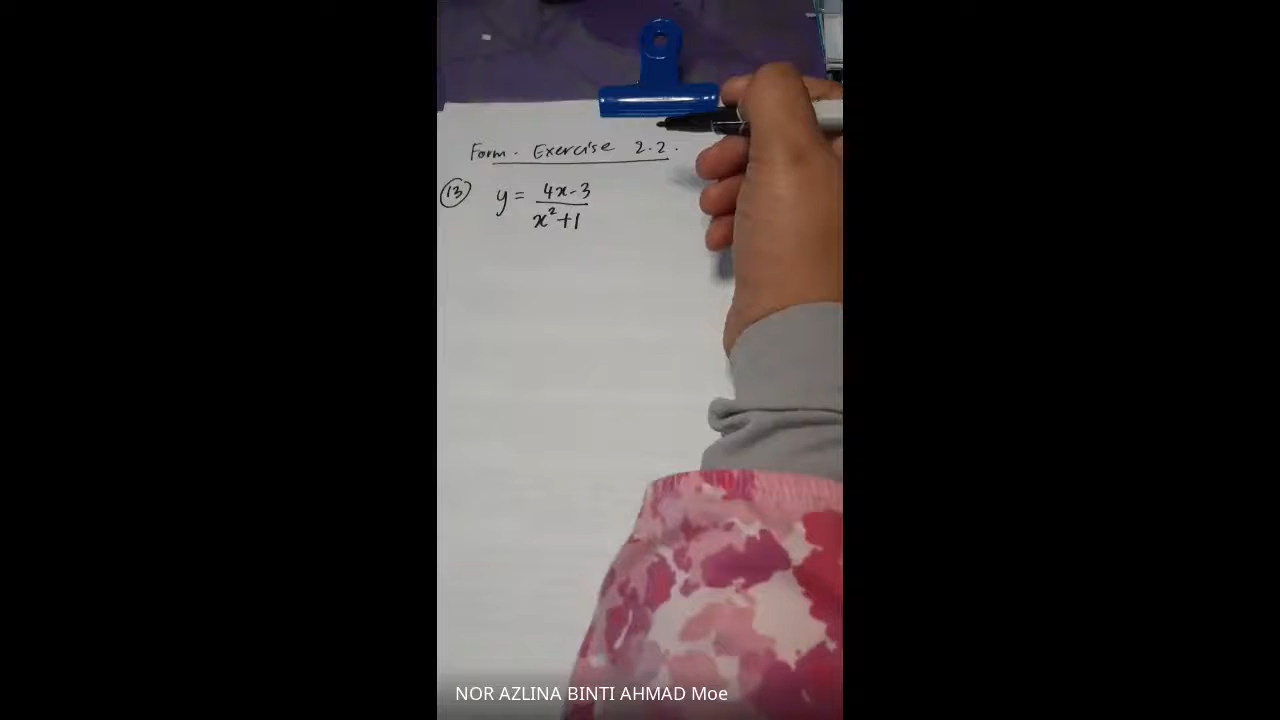 Form. Exercise 2.2.
13 y = 4x-3
x²+1
NOR AZLINA BINTI AHMAD Moe